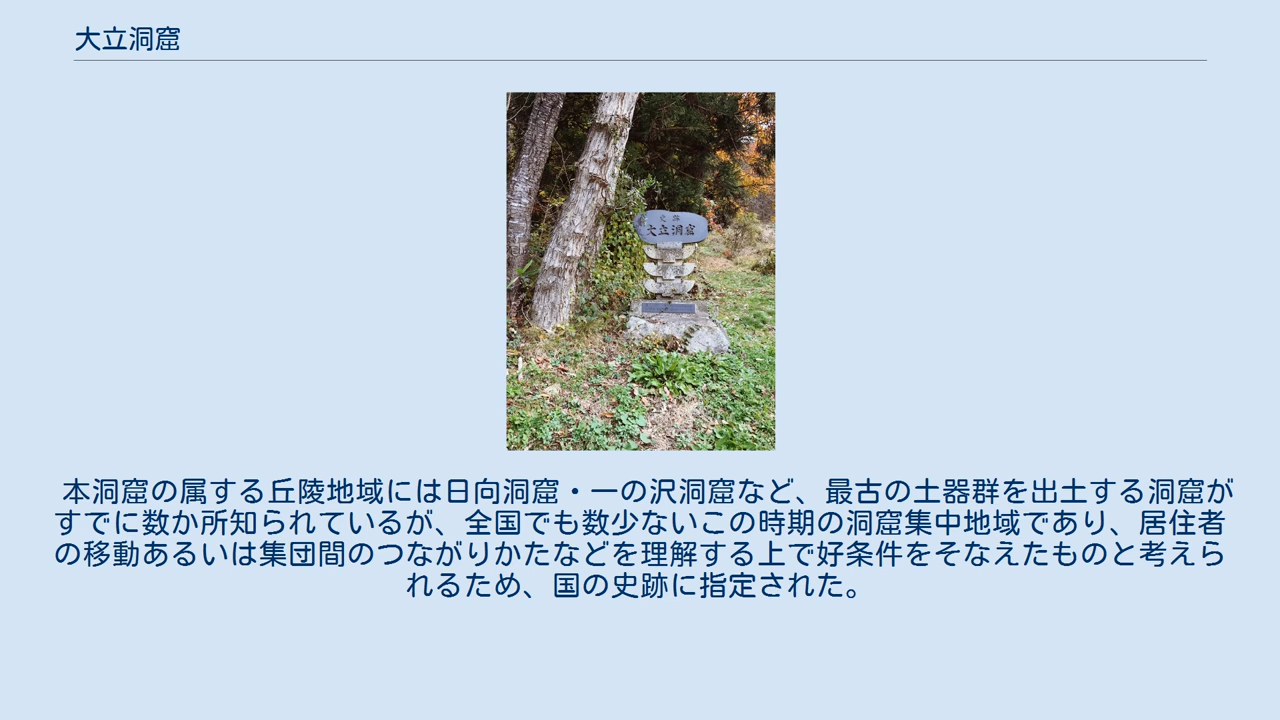 大立洞窟
史跡
大立洞窟
本洞窟の属する丘陵地域には日向洞窟・一の沢洞窟など、最古の土器群を出土する洞窟が
すでに数か所知られているが、全国でも数少ないこの時期の洞窟集中地域であり、居住者
の移動あるいは集団間のつながりかたなどを理解する上で好条件をそなえたものと考えら
れるため、国の史跡に指定された。